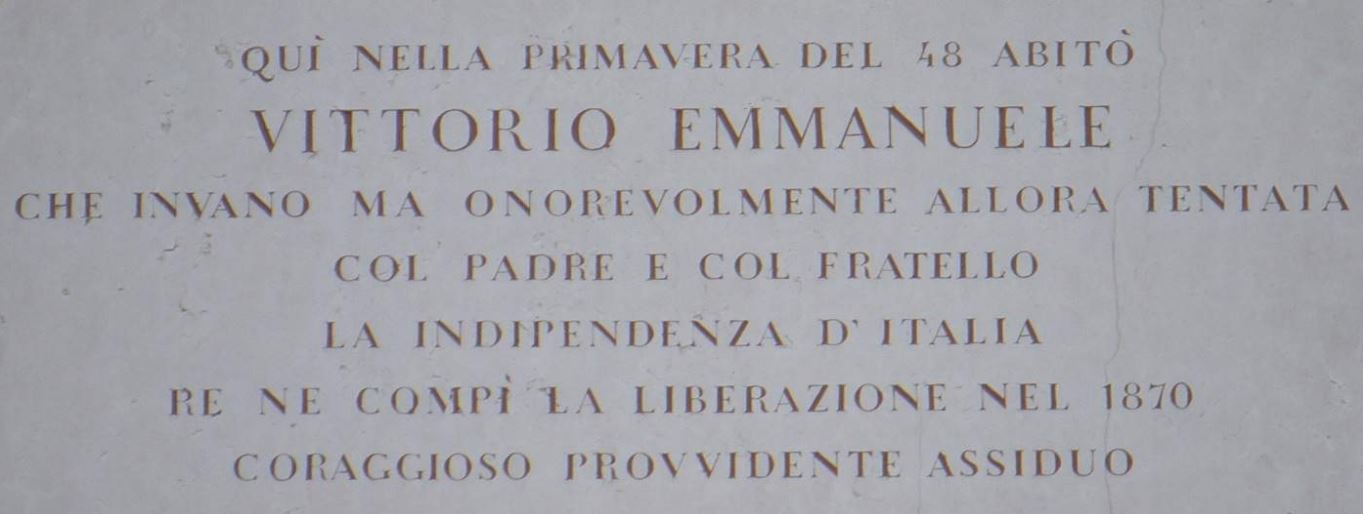 QUÌ NELLA PRIMAVERA DEL 48 ABITÒ
VITTORIO EMMANUELE
CHE INVANO MA ONOREVOLMENTE ALLORA TENTATA
COL PADRE E COL FRATELLO
LA INDIPENDENZA D'ITALIA
RE NE COMPÌ LA LIBERAZIONE NEL 1870
CORAGGIOSO PROVVIDENTE ASSIDUO